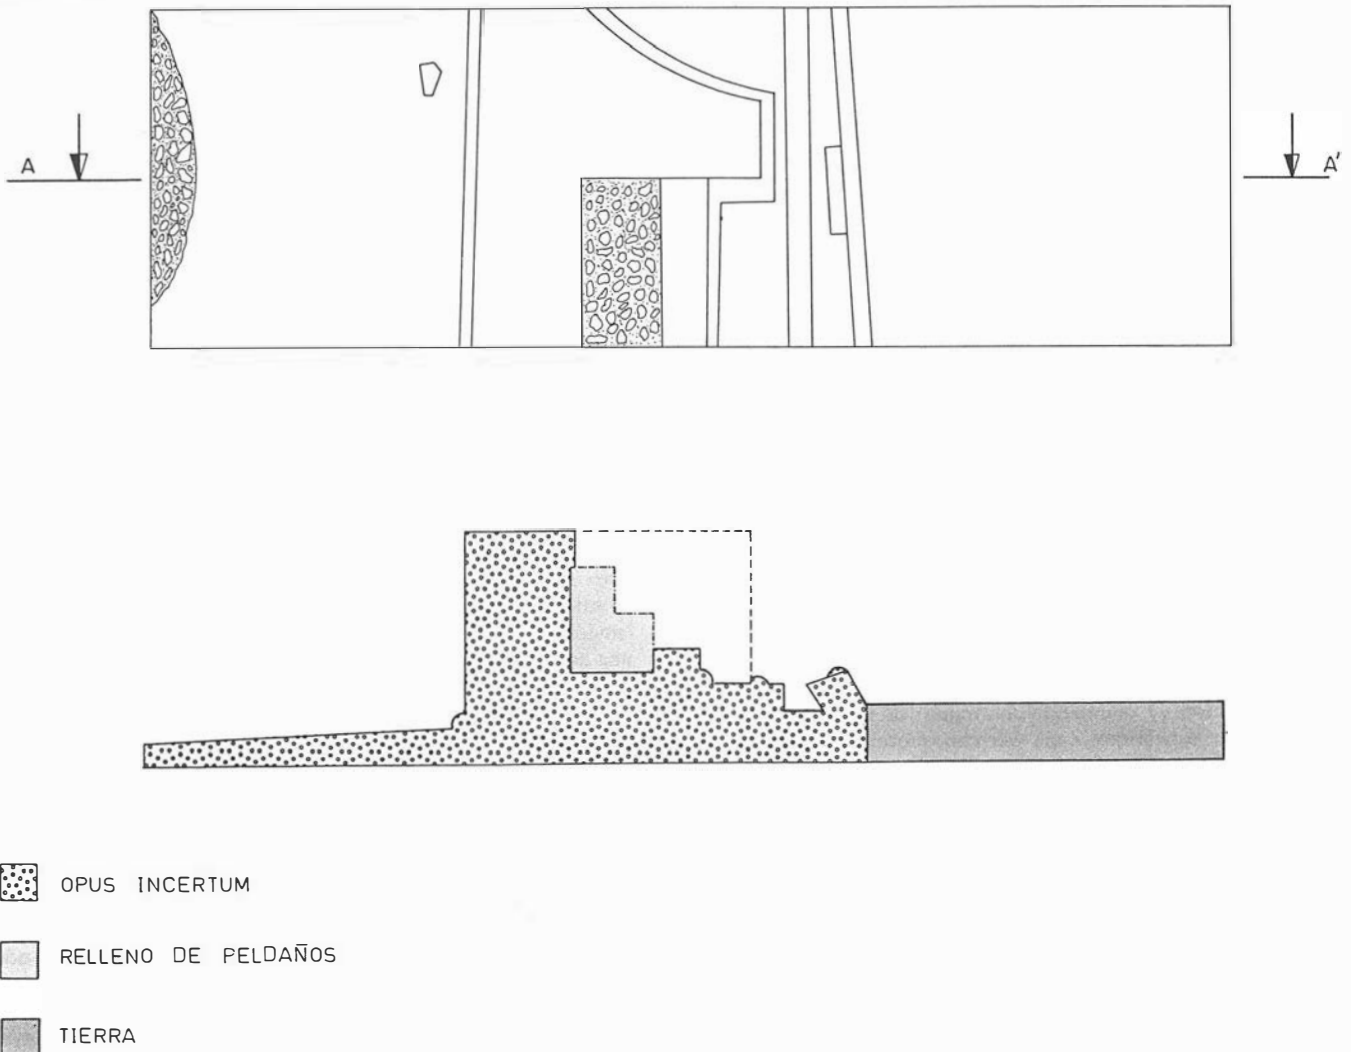 A
A'
OPUS INCERTUM
RELLENO DE PELDAÑOS
TIERRA